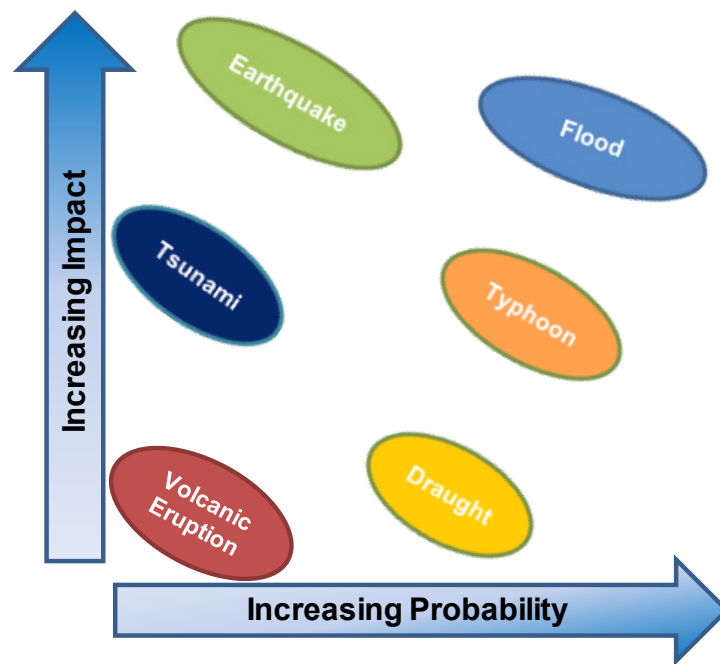 Earthquake
Flood
Increasing Impact
Tsunami
Typhoon
Draught
Volcanic
Eruption
Increasing Probability